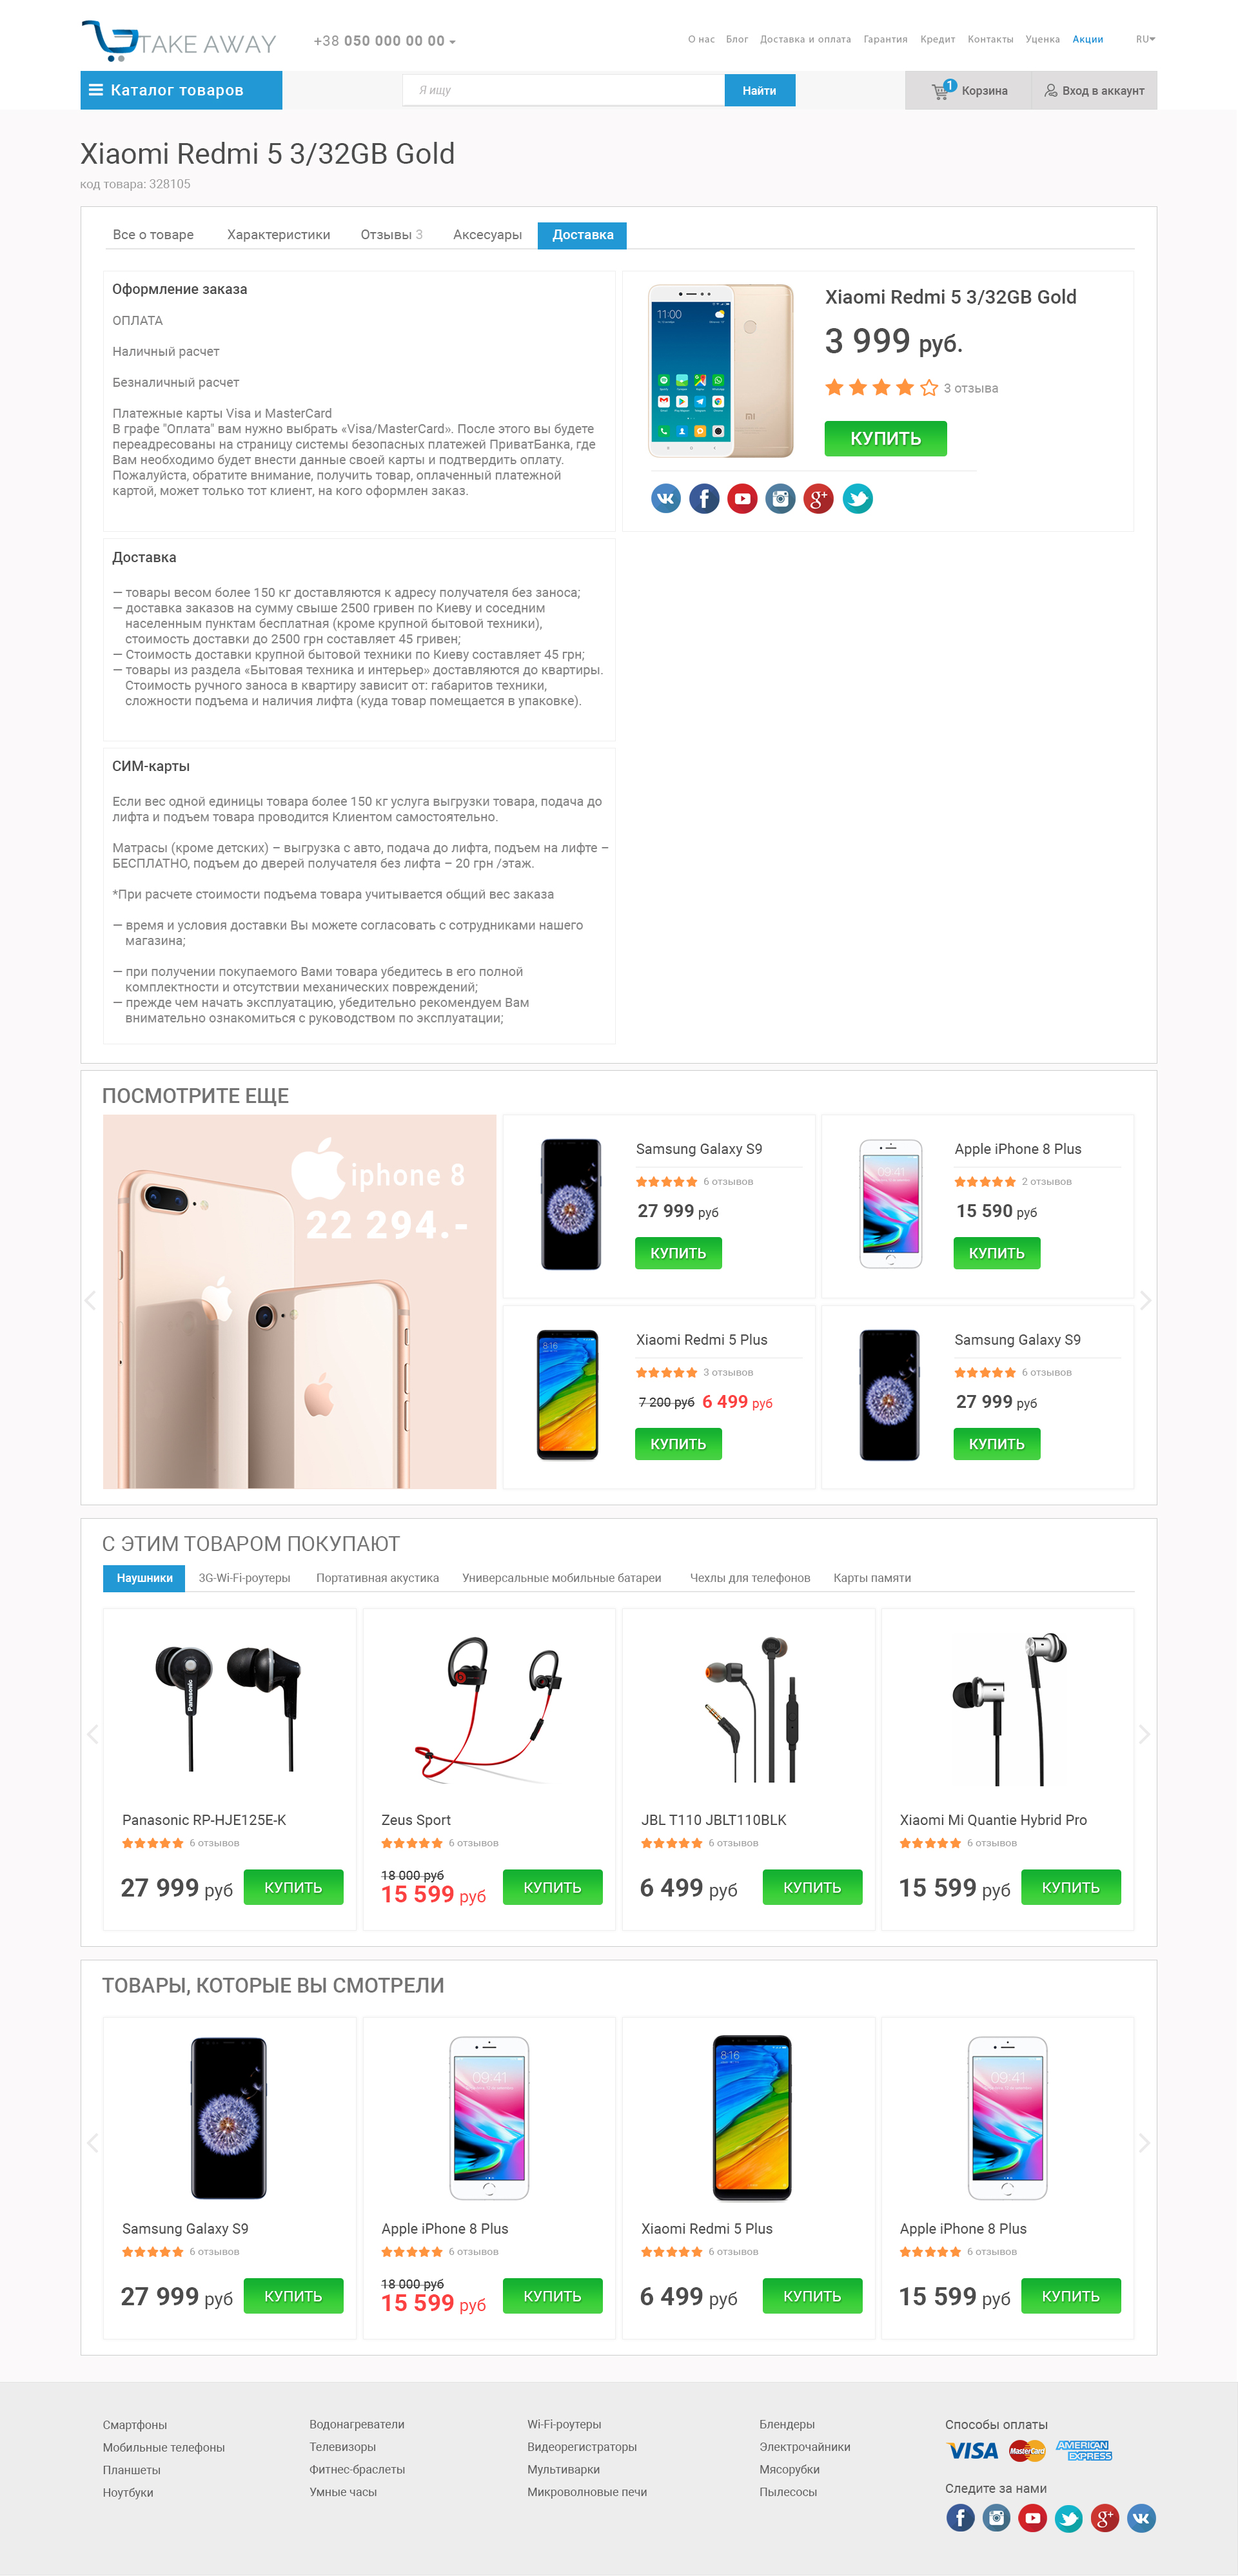 TAKE AWAY
+38 050 000 00 00
О нас Блог Доставка и оплата Гарантия Кредит Контакты Уценка Акции RU
Каталог товаров
Я ищу
Найти
1
Корзина
Вход в аккаунт
Xiaomi Redmi 5 3/32GB Gold
код товара: 328105
Все о товаре Характеристики Отзывы 3 Аксесуары Доставка
Оформление заказа
ОПЛАТА
Наличный расчет
Безналичный расчет
Платежные карты Visa и MasterCard
В графе "Оплата" вам нужно выбрать «Visa/MasterCard». После этого вы будете
переадресованы на страницу системы безопасных платежей ПриватБанка, где
Вам необходимо будет внести данные своей карты и подтвердить оплату.
Пожалуйста, обратите внимание, получить товар, оплаченный платежной
картой, может только тот клиент, на кого оформлен заказ.
11:00
MI
Xiaomi Redmi 5 3/32GB Gold
3 999 руб.
3 отзыва
КУПИТЬ
Доставка
— товары весом более 150 кг доставляются к адресу получателя без заноса;
— доставка заказов на сумму свыше 2500 гривен по Киеву и соседним
населенным пунктам бесплатная (кроме крупной бытовой техники),
стоимость доставки до 2500 грн составляет 45 гривен;
— Стоимость доставки крупной бытовой техники по Киеву составляет 45 грн;
— товары из раздела «Бытовая техника и интерьер» доставляются до квартиры.
Стоимость ручного заноса в квартиру зависит от: габаритов техники,
сложности подъема и наличия лифта (куда товар помещается в упаковке).
СИМ-карты
Если вес одной единицы товара более 150 кг услуга выгрузки товара, подача до
лифта и подъем товара проводится Клиентом самостоятельно.
Матрасы (кроме детских) – выгрузка с авто, подача до лифта, подъем на лифте –
БЕСПЛАТНО, подъем до дверей получателя без лифта – 20 грн /этаж.
*При расчете стоимости подъема товара учитывается общий вес заказа
— время и условия доставки Вы можете согласовать с сотрудниками нашего
магазина;
— при получении покупаемого Вами товара убедитесь в его полной
комплектности и отсутствии механических повреждений;
— прежде чем начать эксплуатацию, убедительно рекомендуем Вам
внимательно ознакомиться с руководством по эксплуатации;
ПОСМОТРИТЕ ЕЩЕ
iphone 8
22 294.-
Samsung Galaxy S9
6 отзывов
27 999 руб
КУПИТЬ
09:41
Apple iPhone 8 Plus
2 отзывов
15 590 руб
КУПИТЬ
8:16
Xiaomi Redmi 5 Plus
3 отзывов
7 200 руб 6 499 руб
КУПИТЬ
Samsung Galaxy S9
6 отзывов
27 999 руб
КУПИТЬ
С ЭТИМ ТОВАРОМ ПОКУПАЮТ
Наушники 3G-Wi-Fi-роутеры Портативная акустика Универсальные мобильные батареи Чехлы для телефонов Карты памяти
Panasonic
Panasonic RP-HJE125E-K
6 отзывов
27 999 руб
КУПИТЬ
Zeus Sport
6 отзывов
18 000 руб
15 599 руб
КУПИТЬ
JBL T110 JBLT110BLK
6 отзывов
6 499 руб
КУПИТЬ
Xiaomi Mi Quantie Hybrid Pro
6 отзывов
15 599 руб
КУПИТЬ
ТОВАРЫ, КОТОРЫЕ ВЫ СМОТРЕЛИ
Samsung Galaxy S9
6 отзывов
27 999 руб
КУПИТЬ
09:41
Apple iPhone 8 Plus
6 отзывов
18 000 руб
15 599 руб
КУПИТЬ
8:16
Xiaomi Redmi 5 Plus
6 отзывов
6 499 руб
КУПИТЬ
09:41
Apple iPhone 8 Plus
6 отзывов
15 599 руб
КУПИТЬ
Смартфоны
Мобильные телефоны
Планшеты
Ноутбуки
Водонагреватели
Телевизоры
Фитнес-браслеты
Умные часы
Wi-Fi-роутеры
Видеорегистраторы
Мультиварки
Микроволновые печи
Блендеры
Электрочайники
Мясорубки
Пылесосы
Способы оплаты
VISA MasterCard AMERICAN EXPRESS
Следите за нами